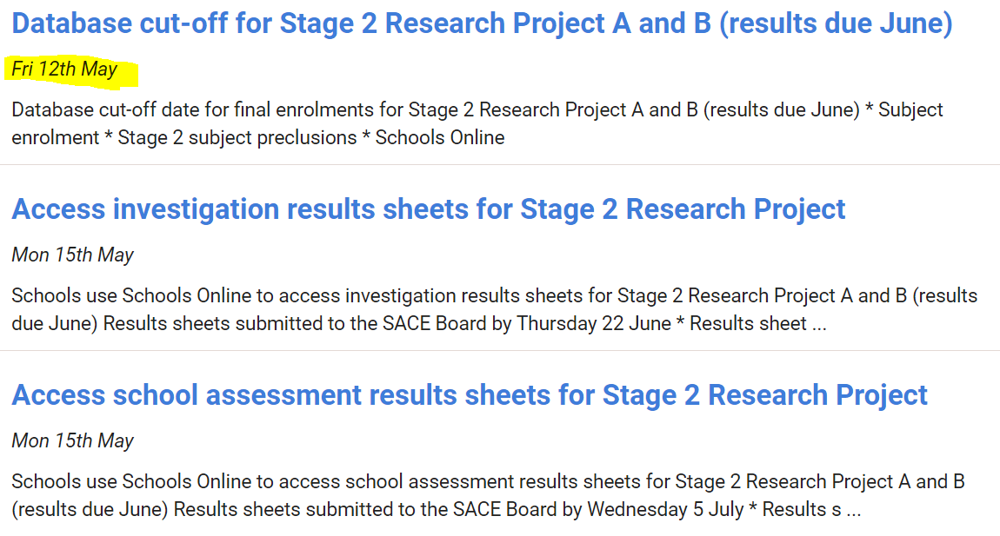 Database cut-off for Stage 2 Research Project A and B (results due June)
Fri 12th May
Database cut-off date for final enrolments for Stage 2 Research Project A and B (results due June) * Subject
enrolment * Stage 2 subject preclusions * Schools Online
Access investigation results sheets for Stage 2 Research Project
Mon 15th May
Schools use Schools Online to access investigation results sheets for Stage 2 Research Project A and B (results
due June) Results sheets submitted to the SACE Board by Thursday 22 June * Results sheet ...
Access school assessment results sheets for Stage 2 Research Project
Mon 15th May
Schools use Schools Online to access school assessment results sheets for Stage 2 Research Project A and B
(results due June) Results sheets submitted to the SACE Board by Wednesday 5 July * Results s ...